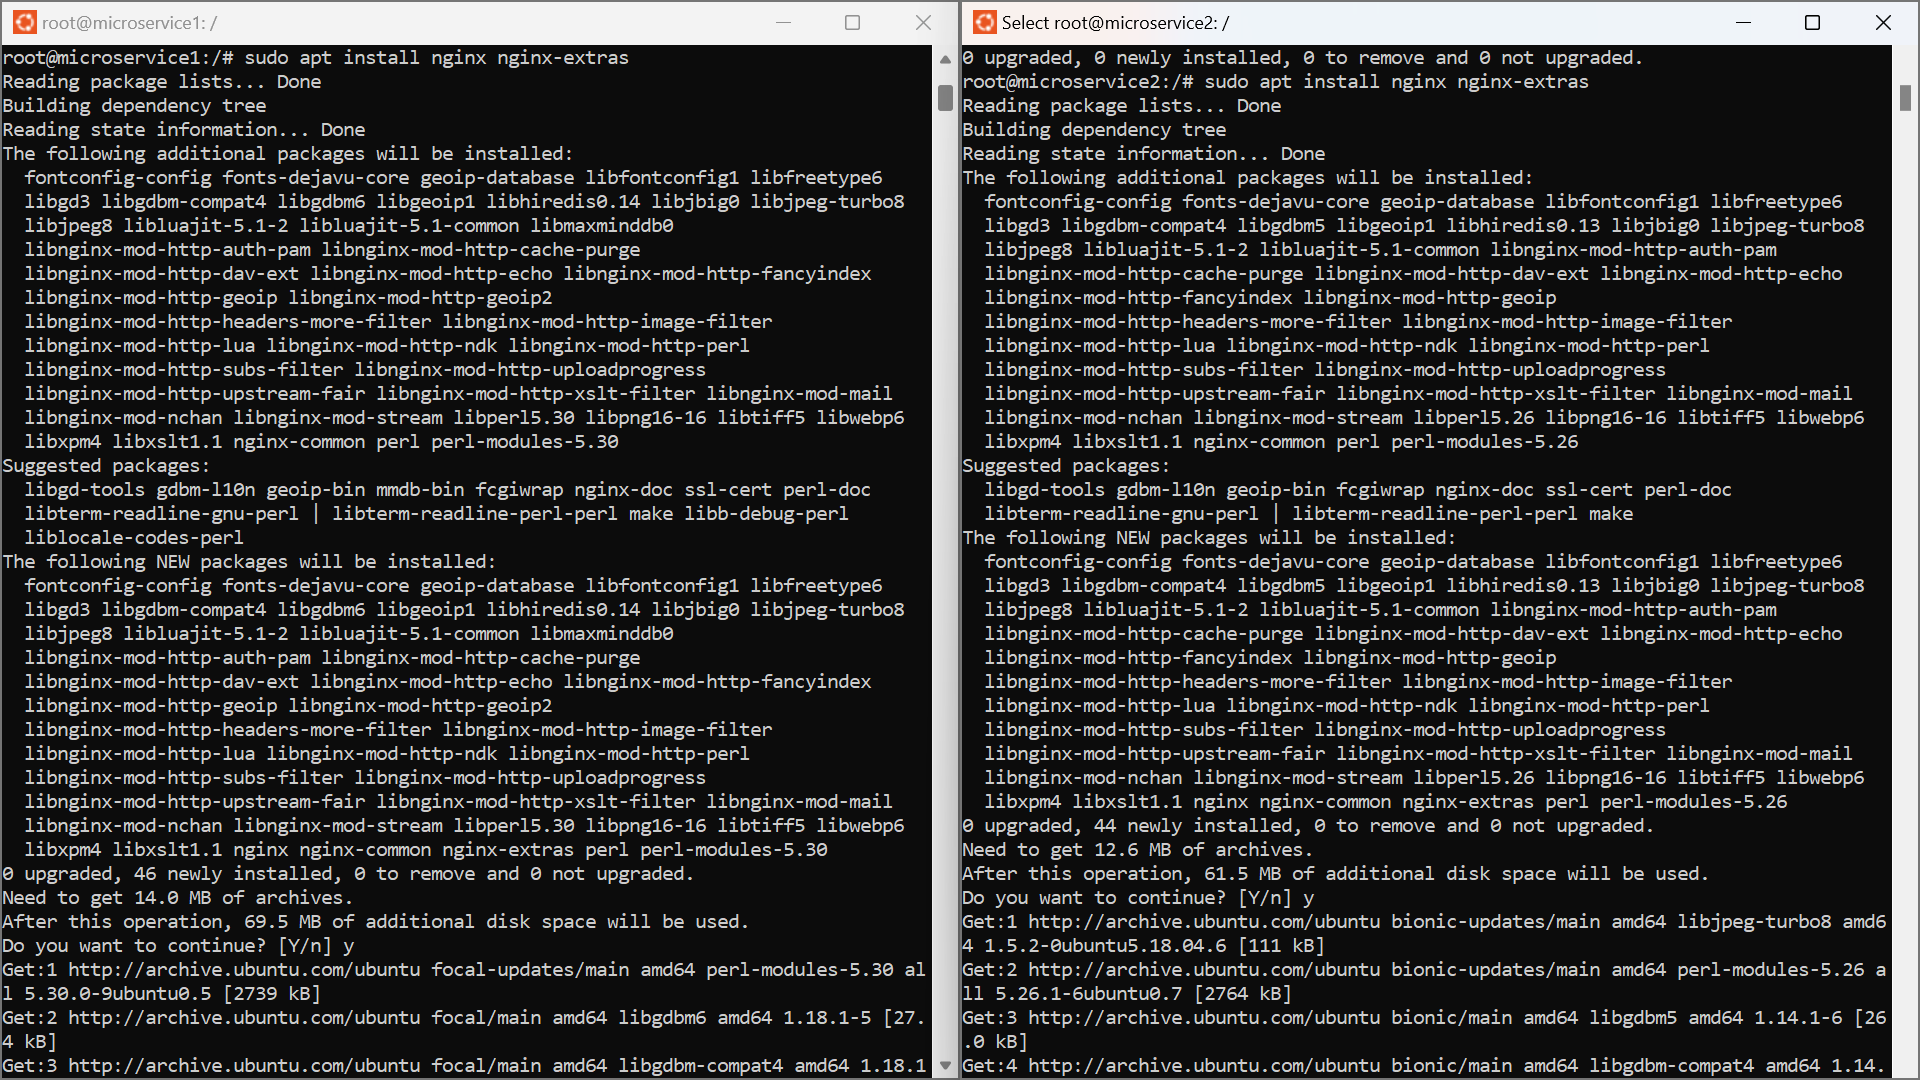 root@microservice1: /
root@microservice1:/# sudo apt install nginx nginx-extras
Reading package lists... Done
Building dependency tree
Reading state information... Done
The following additional packages will be installed:
  fontconfig-config fonts-dejavu-core geoip-database libfontconfig1 libfreetype6
  libgd3 libgdbm-compat4 libgdbm6 libgeoip1 libhiredis0.14 libjbig0 libjpeg-turbo8
  libjpeg8 libluajit-5.1-2 libluajit-5.1-common libmaxminddb0
  libnginx-mod-http-auth-pam libnginx-mod-http-cache-purge
  libnginx-mod-http-dav-ext libnginx-mod-http-echo libnginx-mod-http-fancyindex
  libnginx-mod-http-geoip libnginx-mod-http-geoip2
  libnginx-mod-http-headers-more-filter libnginx-mod-http-image-filter
  libnginx-mod-http-lua libnginx-mod-http-ndk libnginx-mod-http-perl
  libnginx-mod-http-subs-filter libnginx-mod-http-uploadprogress
  libnginx-mod-http-upstream-fair libnginx-mod-http-xslt-filter libnginx-mod-mail
  libnginx-mod-nchan libnginx-mod-stream libperl5.30 libpng16-16 libtiff5 libwebp6
  libxpm4 libxslt1.1 nginx-common perl perl-modules-5.30
Suggested packages:
  libgd-tools gdbm-l10n geoip-bin mmdb-bin fcgiwrap nginx-doc ssl-cert perl-doc
  libterm-readline-gnu-perl | libterm-readline-perl-perl make libb-debug-perl
  liblocale-codes-perl
The following NEW packages will be installed:
  fontconfig-config fonts-dejavu-core geoip-database libfontconfig1 libfreetype6
  libgd3 libgdbm-compat4 libgdbm6 libgeoip1 libhiredis0.14 libjbig0 libjpeg-turbo8
  libjpeg8 libluajit-5.1-2 libluajit-5.1-common libmaxminddb0
  libnginx-mod-http-auth-pam libnginx-mod-http-cache-purge
  libnginx-mod-http-dav-ext libnginx-mod-http-echo libnginx-mod-http-fancyindex
  libnginx-mod-http-geoip libnginx-mod-http-geoip2
  libnginx-mod-http-headers-more-filter libnginx-mod-http-image-filter
  libnginx-mod-http-lua libnginx-mod-http-ndk libnginx-mod-http-perl
  libnginx-mod-http-subs-filter libnginx-mod-http-uploadprogress
  libnginx-mod-http-upstream-fair libnginx-mod-http-xslt-filter libnginx-mod-mail
  libnginx-mod-nchan libnginx-mod-stream libperl5.30 libpng16-16 libtiff5 libwebp6
  libxpm4 libxslt1.1 nginx nginx-common nginx-extras perl perl-modules-5.30
0 upgraded, 46 newly installed, 0 to remove and 0 not upgraded.
Need to get 14.0 MB of archives.
After this operation, 69.5 MB of additional disk space will be used.
Do you want to continue? [Y/n] y
Get:1 http://archive.ubuntu.com/ubuntu focal-updates/main amd64 perl-modules-5.30 al
l 5.30.0-9ubuntu0.5 [2739 kB]
Get:2 http://archive.ubuntu.com/ubuntu focal/main amd64 libgdbm6 amd64 1.18.1-5 [27.
4 kB]
Get:3 http://archive.ubuntu.com/ubuntu focal/main amd64 libgdbm-compat4 amd64 1.18.1
Select root@microservice2: /
0 upgraded, 0 newly installed, 0 to remove and 0 not upgraded.
root@microservice2:/# sudo apt install nginx nginx-extras
Reading package lists... Done
Building dependency tree
Reading state information... Done
The following additional packages will be installed:
  fontconfig-config fonts-dejavu-core geoip-database libfontconfig1 libfreetype6
  libgd3 libgdbm-compat4 libgdbm5 libgeoip1 libhiredis0.13 libjbig0 libjpeg-turbo8
  libjpeg8 libluajit-5.1-2 libluajit-5.1-common libnginx-mod-http-auth-pam
  libnginx-mod-http-cache-purge libnginx-mod-http-dav-ext libnginx-mod-http-echo
  libnginx-mod-http-fancyindex libnginx-mod-http-geoip
  libnginx-mod-http-headers-more-filter libnginx-mod-http-image-filter
  libnginx-mod-http-lua libnginx-mod-http-ndk libnginx-mod-http-perl
  libnginx-mod-http-subs-filter libnginx-mod-http-uploadprogress
  libnginx-mod-http-upstream-fair libnginx-mod-http-xslt-filter libnginx-mod-mail
  libnginx-mod-nchan libnginx-mod-stream libperl5.26 libpng16-16 libtiff5 libwebp6
  libxpm4 libxslt1.1 nginx-common perl perl-modules-5.26
Suggested packages:
  libgd-tools gdbm-l10n geoip-bin fcgiwrap nginx-doc ssl-cert perl-doc
  libterm-readline-gnu-perl | libterm-readline-perl-perl make
The following NEW packages will be installed:
  fontconfig-config fonts-dejavu-core geoip-database libfontconfig1 libfreetype6
  libgd3 libgdbm-compat4 libgdbm5 libgeoip1 libhiredis0.13 libjbig0 libjpeg-turbo8
  libjpeg8 libluajit-5.1-2 libluajit-5.1-common libnginx-mod-http-auth-pam
  libnginx-mod-http-cache-purge libnginx-mod-http-dav-ext libnginx-mod-http-echo
  libnginx-mod-http-fancyindex libnginx-mod-http-geoip
  libnginx-mod-http-headers-more-filter libnginx-mod-http-image-filter
  libnginx-mod-http-lua libnginx-mod-http-ndk libnginx-mod-http-perl
  libnginx-mod-http-subs-filter libnginx-mod-http-uploadprogress
  libnginx-mod-http-upstream-fair libnginx-mod-http-xslt-filter libnginx-mod-mail
  libnginx-mod-nchan libnginx-mod-stream libperl5.26 libpng16-16 libtiff5 libwebp6
  libxpm4 libxslt1.1 nginx nginx-common nginx-extras perl perl-modules-5.26
0 upgraded, 44 newly installed, 0 to remove and 0 not upgraded.
Need to get 12.6 MB of archives.
After this operation, 61.5 MB of additional disk space will be used.
Do you want to continue? [Y/n] y
Get:1 http://archive.ubuntu.com/ubuntu bionic-updates/main amd64 libjpeg-turbo8 amd6
4 1.5.2-0ubuntu5.18.04.6 [111 kB]
Get:2 http://archive.ubuntu.com/ubuntu bionic-updates/main amd64 perl-modules-5.26 a
ll 5.26.1-6ubuntu0.7 [2764 kB]
Get:3 http://archive.ubuntu.com/ubuntu bionic/main amd64 libgdbm5 amd64 1.14.1-6 [26
.0 kB]
Get:4 http://archive.ubuntu.com/ubuntu bionic/main amd64 libgdbm-compat4 amd64 1.14.